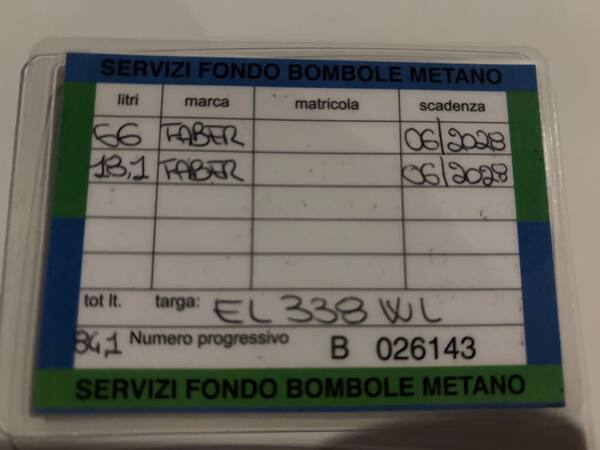 SERVIZI FONDO BOMBOLE METANO
litri marca matricola scadenza
66 FABER 06/2028
18,1 FABER 06/2028
tot lt. targa: EL 338 WL
84,1 Numero progressivo B 026143
SERVIZI FONDO BOMBOLE METANO